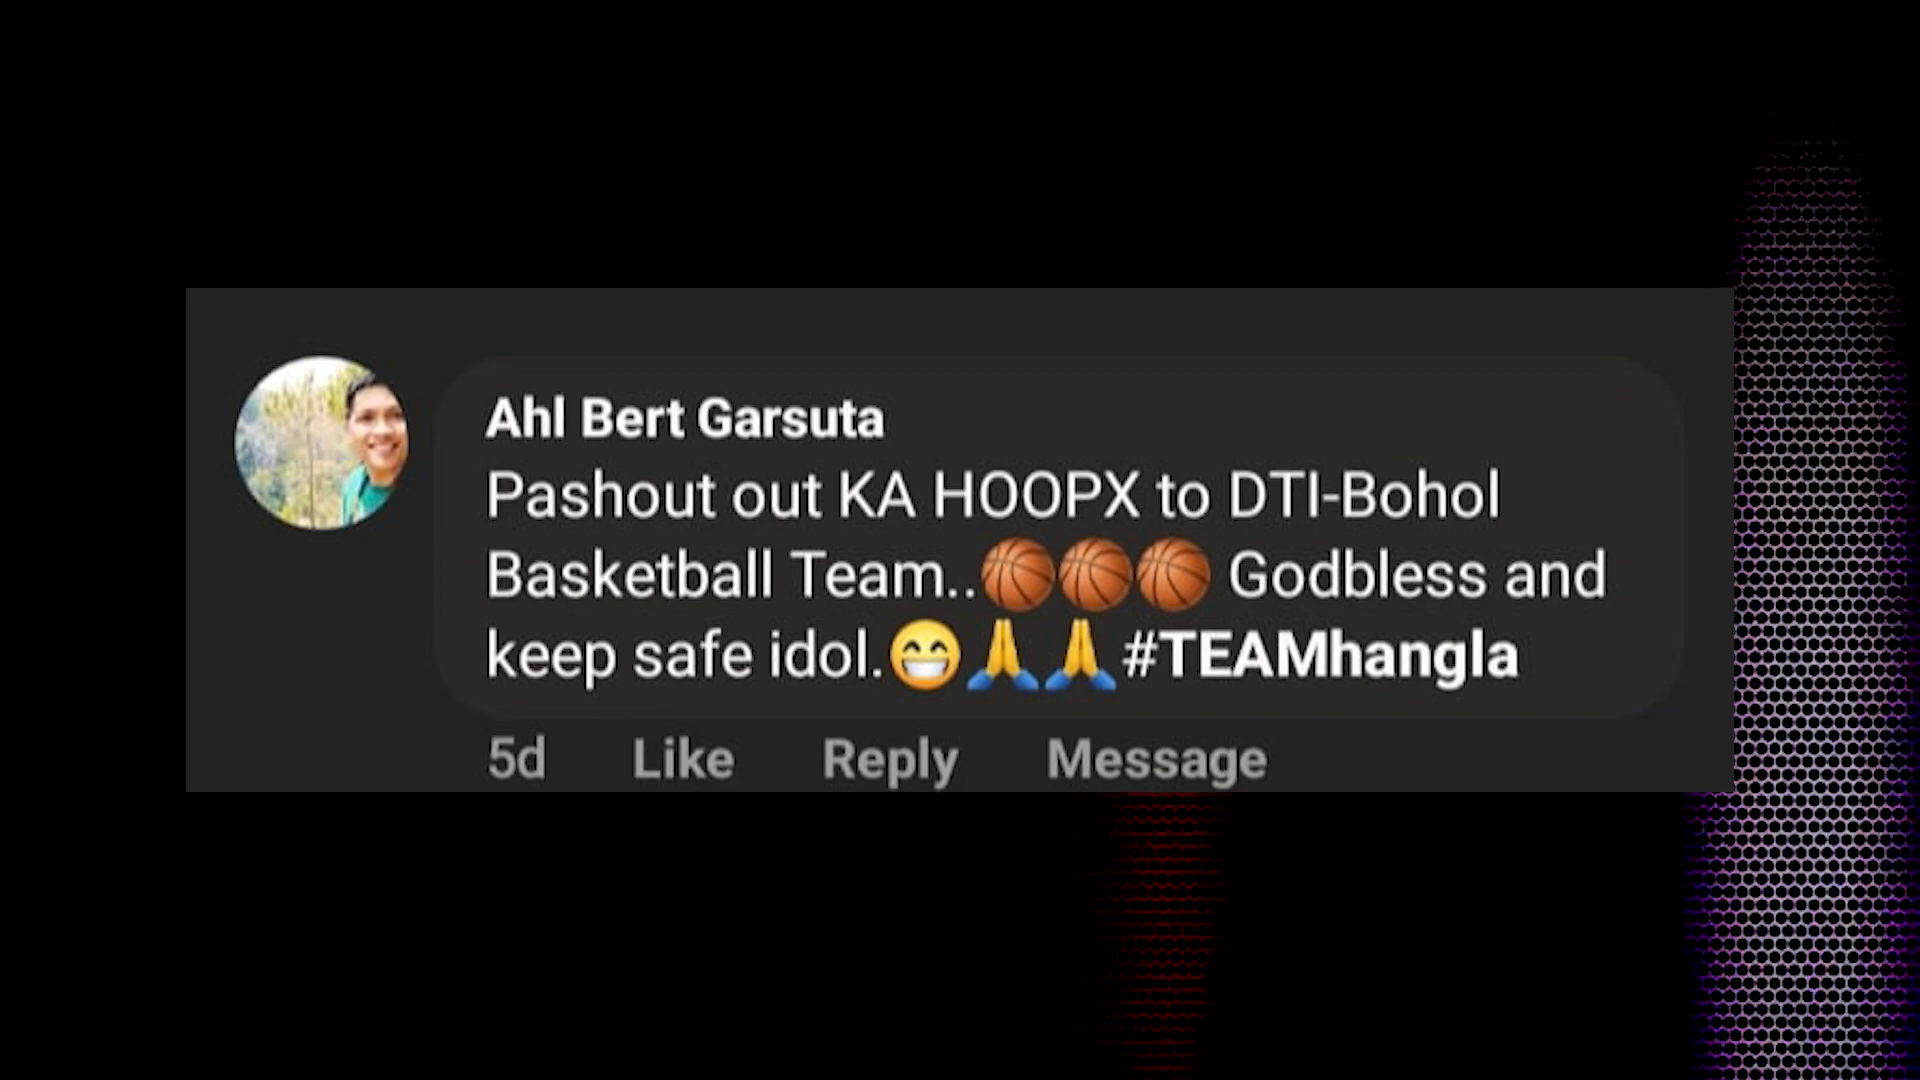 Ahl Bert Garsuta
Pashout out KA HOOPX to DTI-Bohol
Basketball Team..🏀🏀🏀 Godbless and
keep safe idol.😁🙏🙏#TEAMhangla
5d Like Reply Message